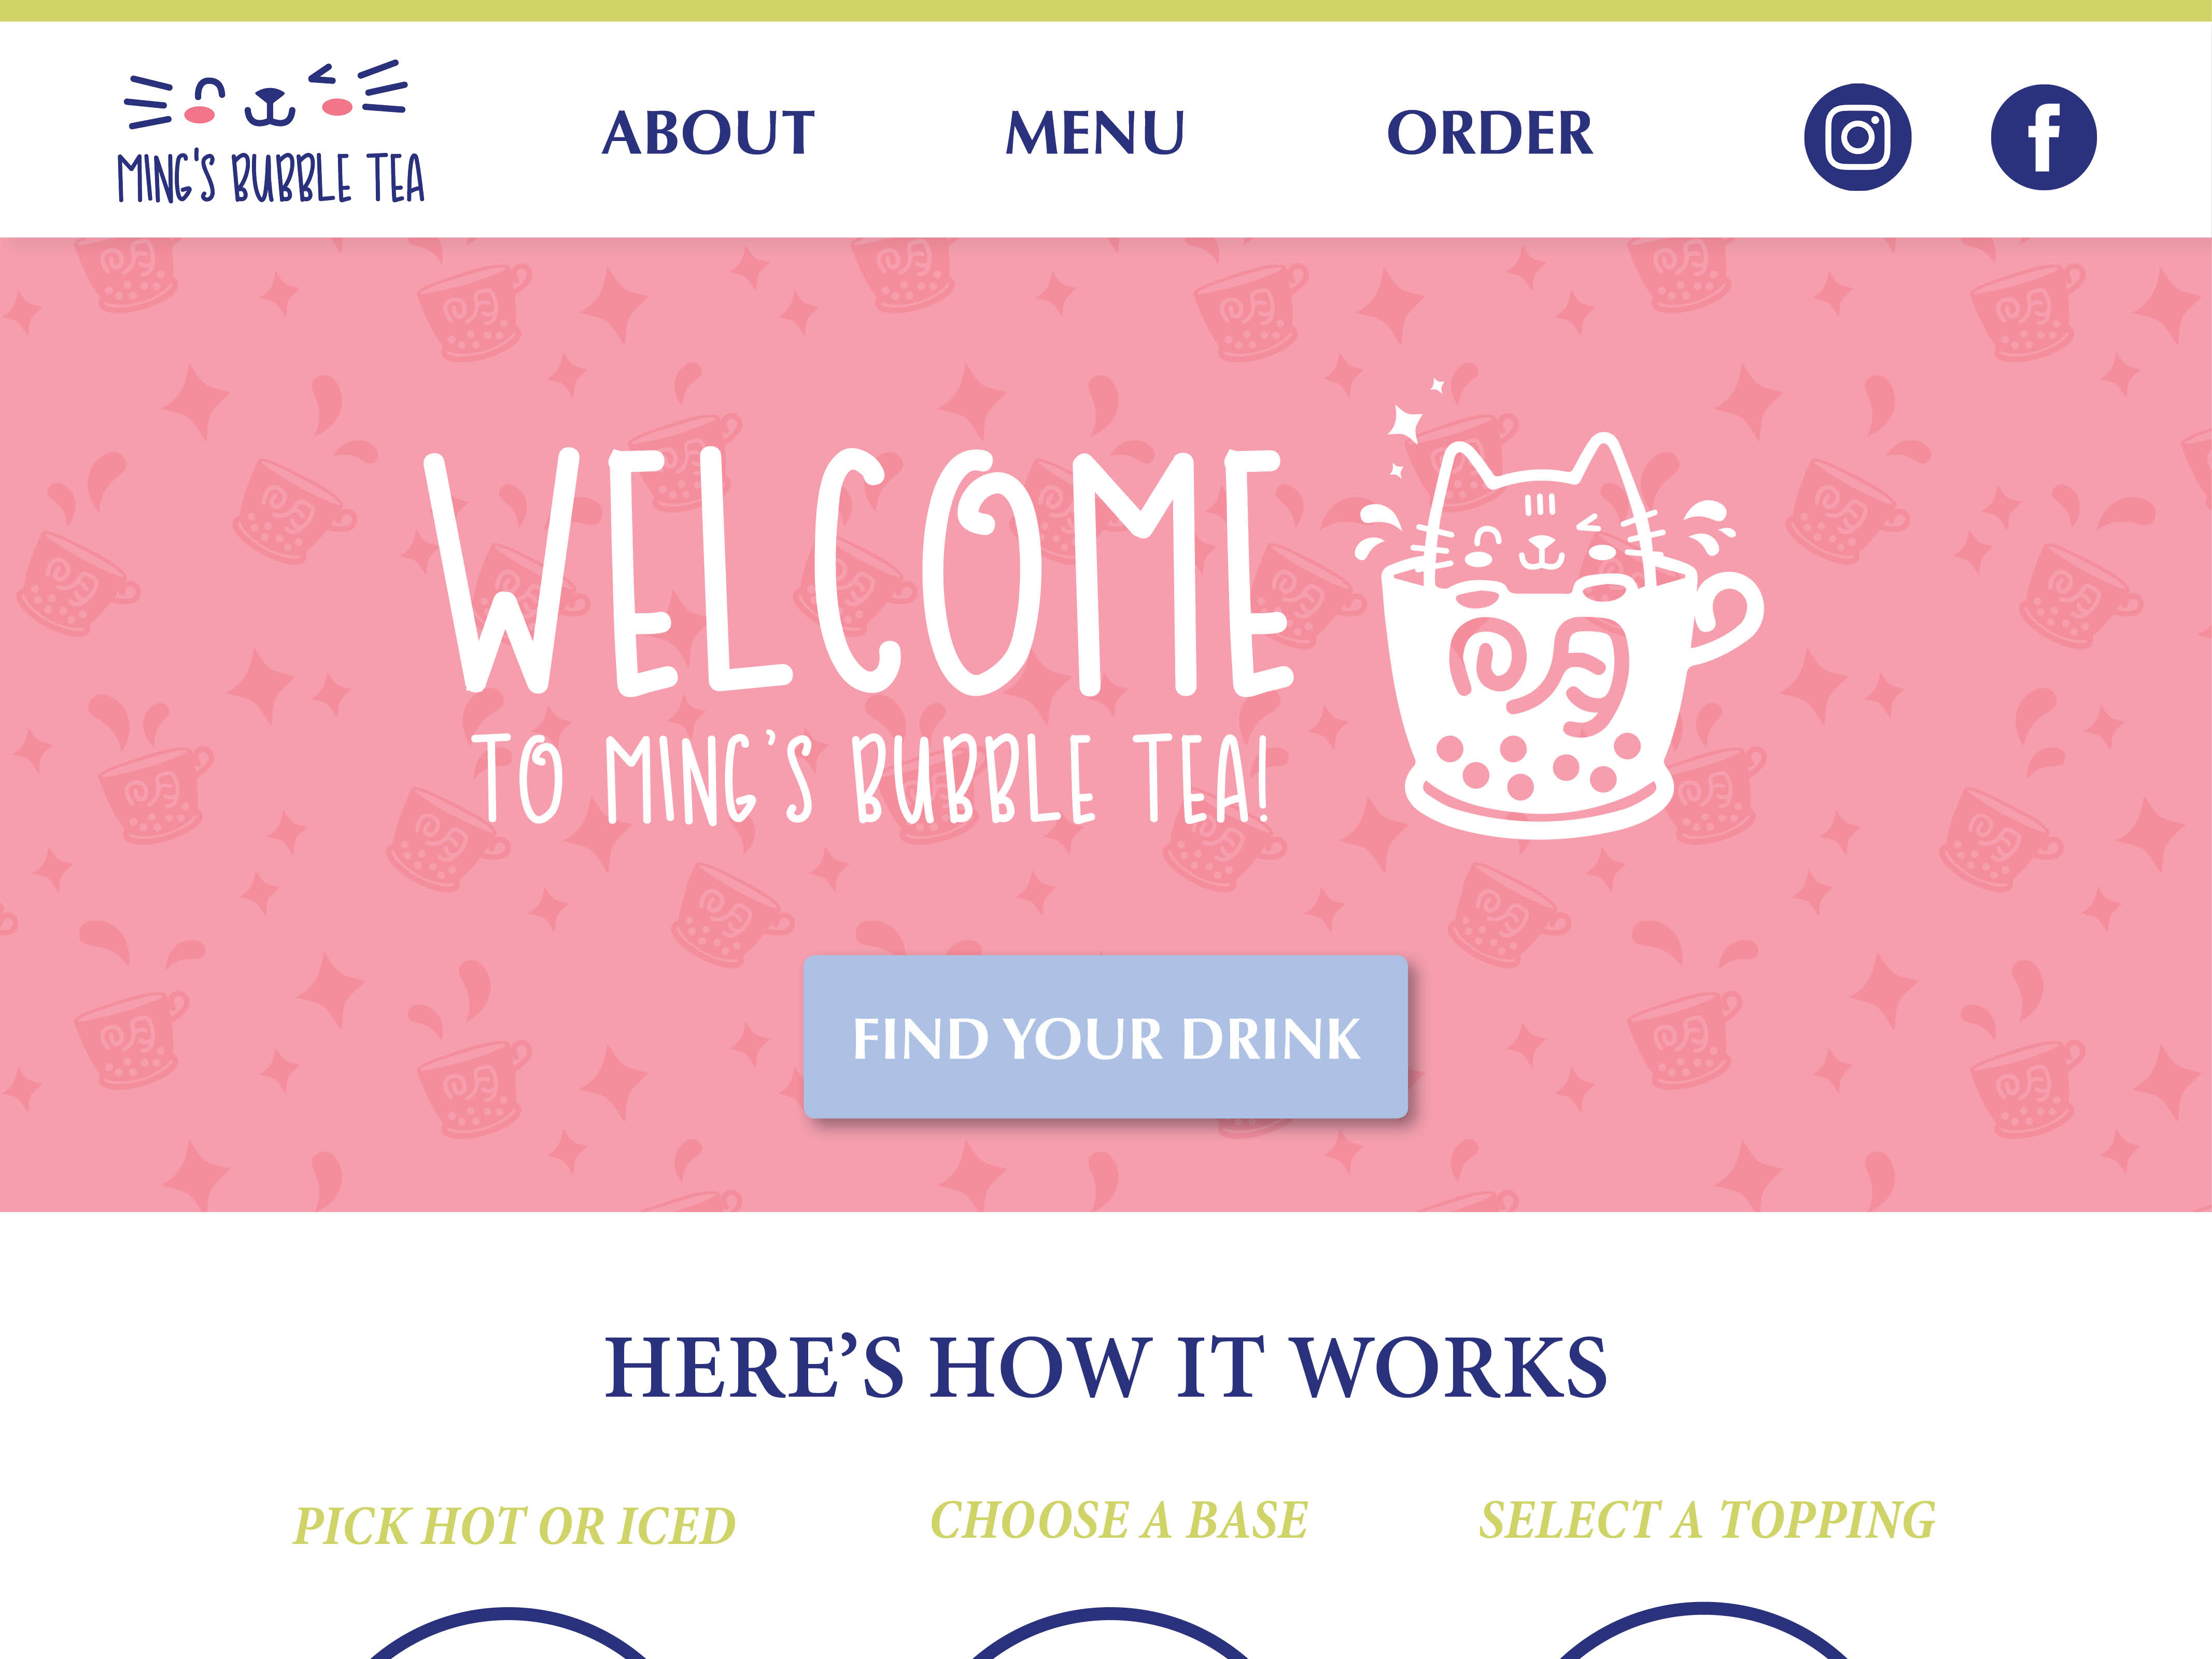 MING'S BUBBLE TEA
ABOUT
MENU
ORDER
WELCOME
TO MING'S BUBBLE TEA!
FIND YOUR DRINK
HERE'S HOW IT WORKS
PICK HOT OR ICED
CHOOSE A BASE
SELECT A TOPPING